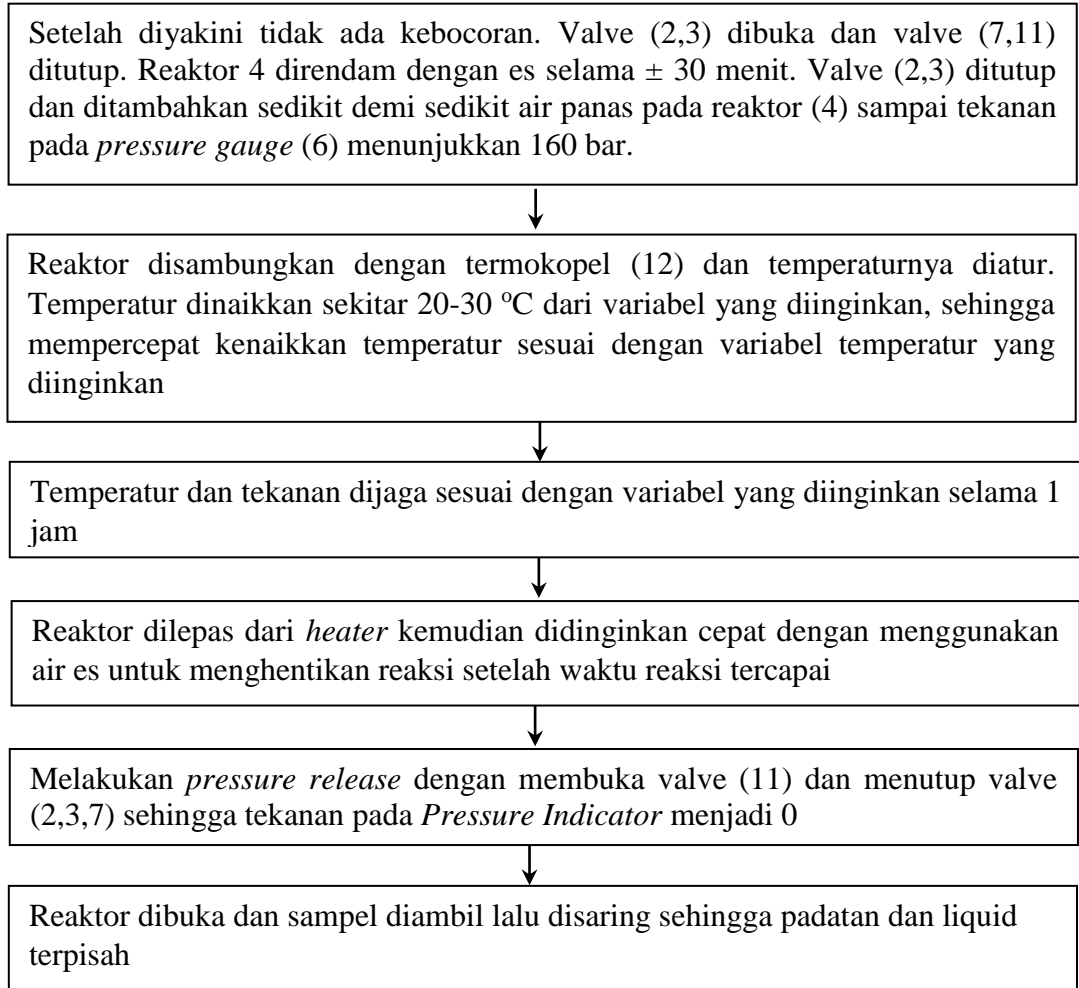 Setelah diyakini tidak ada kebocoran. Valve (2,3) dibuka dan valve (7,11)
ditutup. Reaktor 4 direndam dengan es selama ± 30 menit. Valve (2,3) ditutup
dan ditambahkan sedikit demi sedikit air panas pada reaktor (4) sampai tekanan
pada pressure gauge (6) menunjukkan 160 bar.
Reaktor disambungkan dengan termokopel (12) dan temperaturnya diatur.
Temperatur dinaikkan sekitar 20-30 ºC dari variabel yang diinginkan, sehingga
mempercepat kenaikkan temperatur sesuai dengan variabel temperatur yang
diinginkan
Temperatur dan tekanan dijaga sesuai dengan variabel yang diinginkan selama 1
jam
Reaktor dilepas dari heater kemudian didinginkan cepat dengan menggunakan
air es untuk menghentikan reaksi setelah waktu reaksi tercapai
Melakukan pressure release dengan membuka valve (11) dan menutup valve
(2,3,7) sehingga tekanan pada Pressure Indicator menjadi 0
Reaktor dibuka dan sampel diambil lalu disaring sehingga padatan dan liquid
terpisah